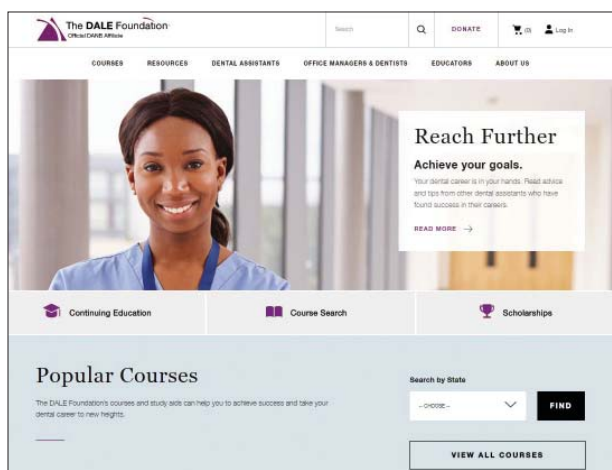 The DALE Foundation
Official DANB Affiliate
Search
DONATE
(0)
Log In
COURSES
RESOURCES
DENTAL ASSISTANTS
OFFICE MANAGERS & DENTISTS
EDUCATORS
ABOUT US
Reach Further
Achieve your goals.
Your dental career is in your hands. Read advice
and tips from other dental assistants who have
found success in their careers.
READ MORE →
Continuing Education
Course Search
Scholarships
Popular Courses
The DALE Foundation's courses and study aids can help you to achieve success and take your
dental career to new heights.
Search by State
-- CHOOSE --
FIND
VIEW ALL COURSES